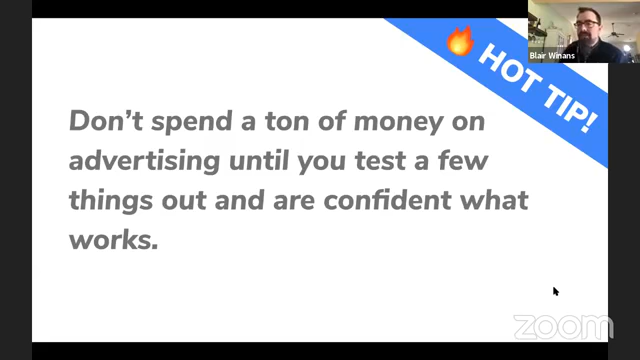 HOT TIP!
Blair Winans
Don't spend a ton of money on
advertising until you test a few
things out and are confident what
works.
zoom